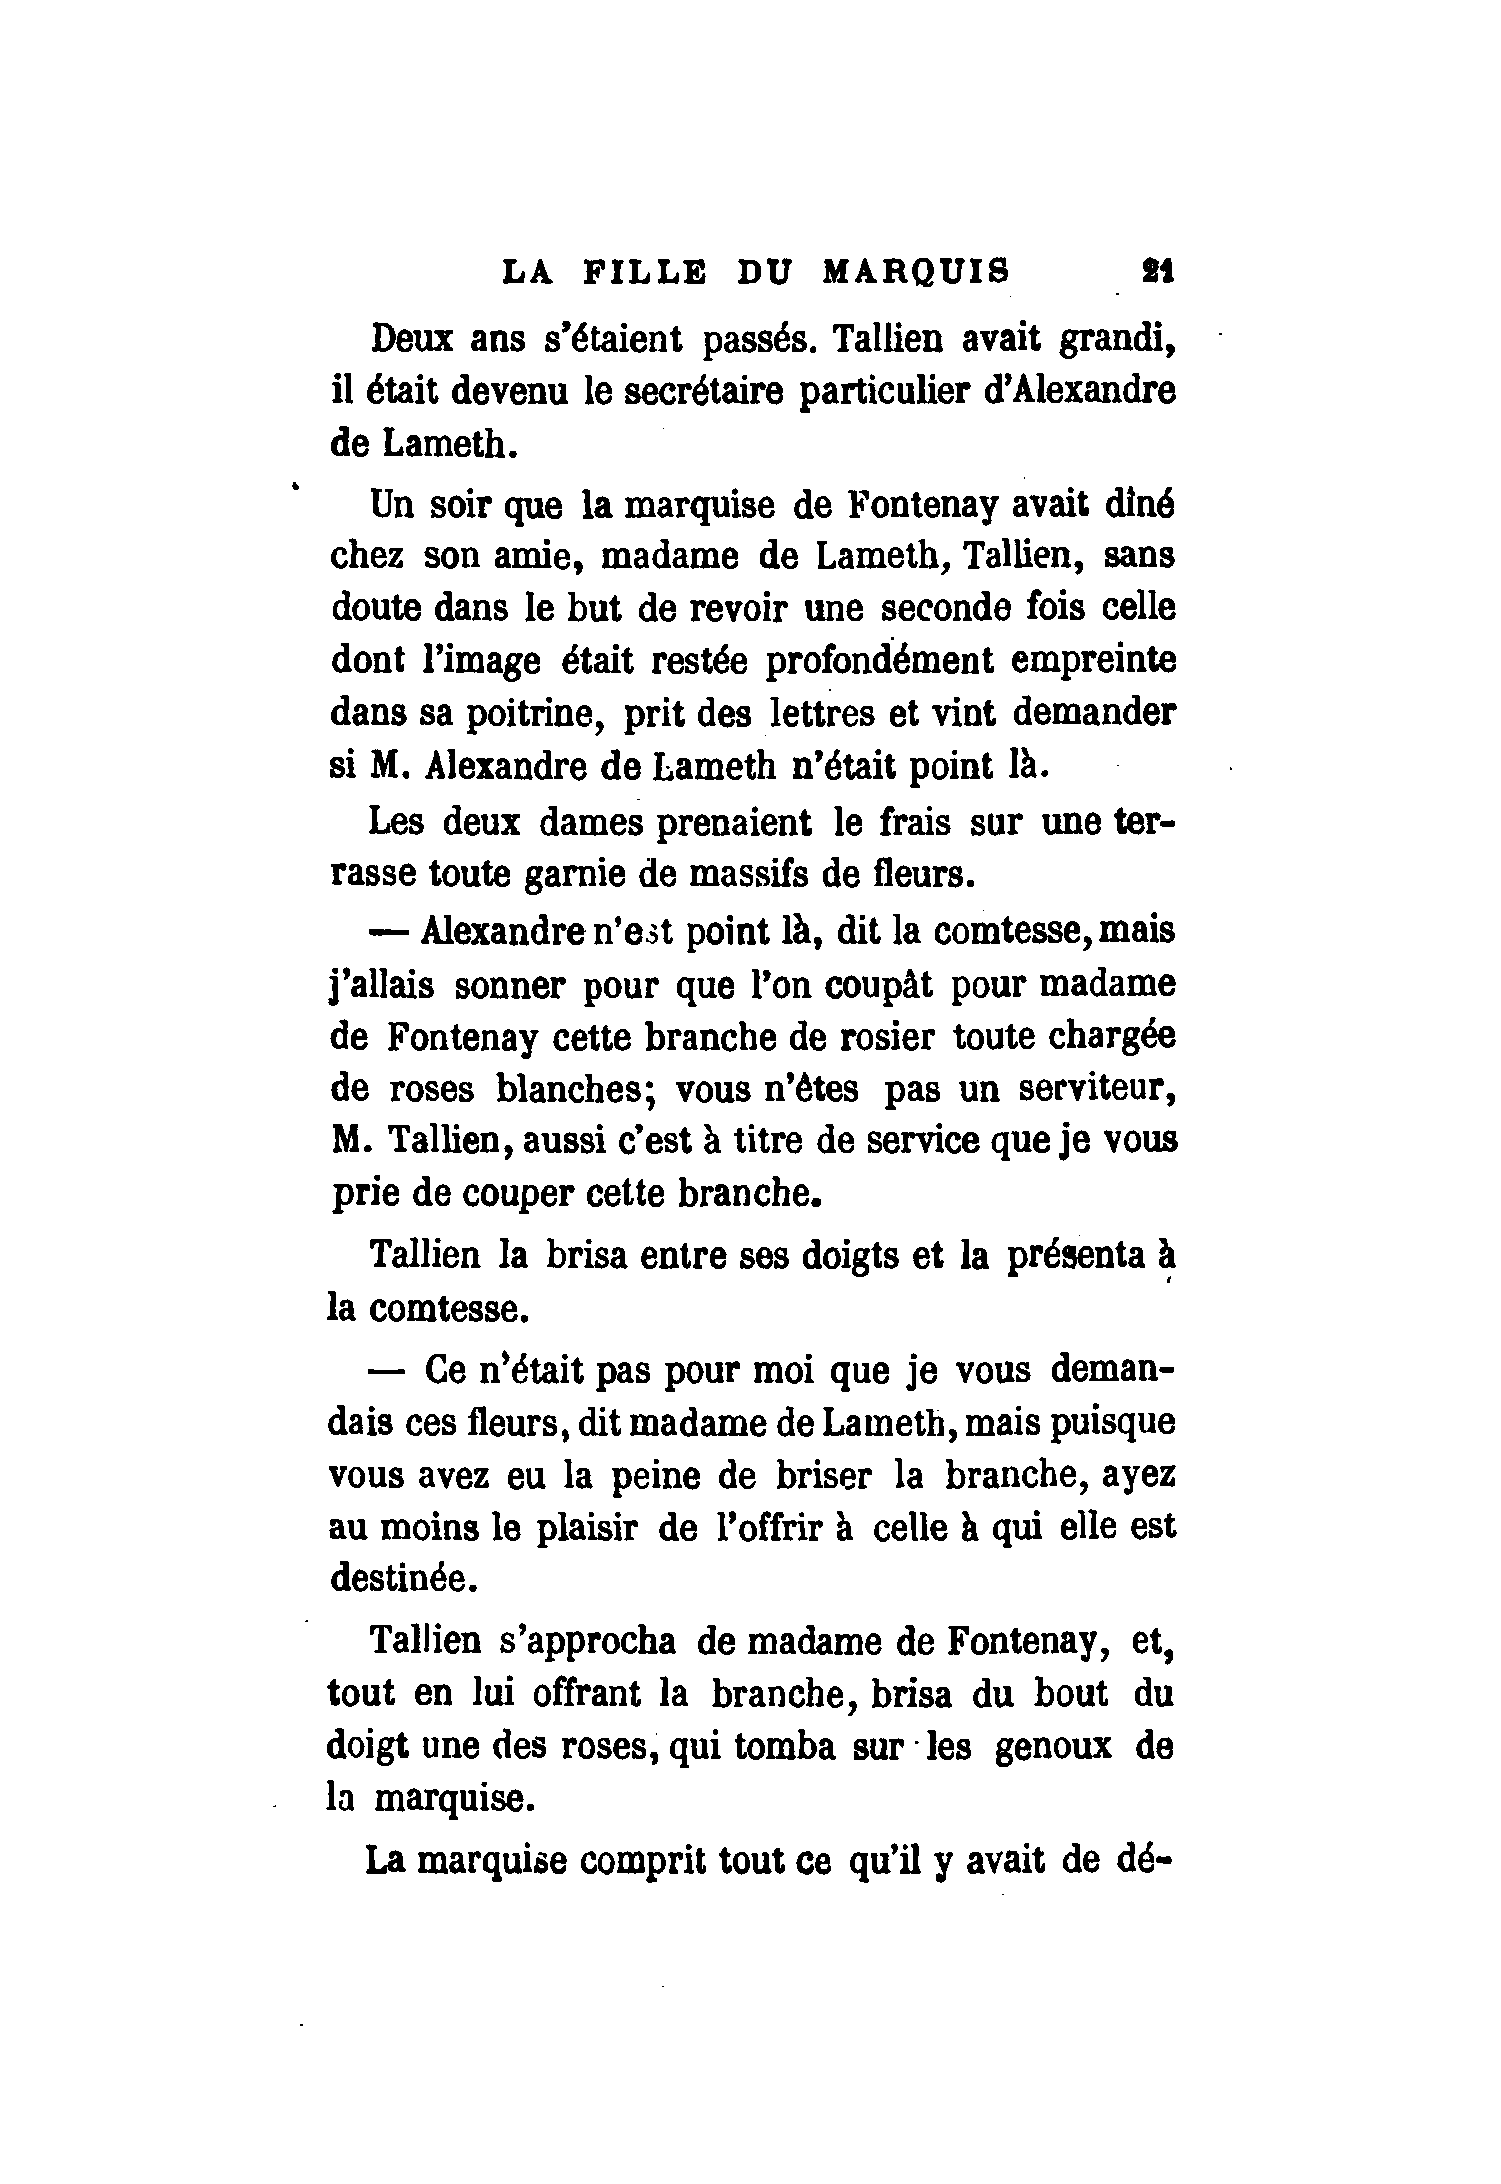 LA FILLE DU MARQUIS 21
Deux ans s'étaient passés. Tallien avait grandi,
il était devenu le secrétaire particulier d'Alexandre
de Lameth.
Un soir que la marquise de Fontenay avait dîné
chez son amie, madame de Lameth, Tallien, sans
doute dans le but de revoir une seconde fois celle
dont l'image était restée profondément empreinte
dans sa poitrine, prit des lettres et vint demander
si M. Alexandre de Lameth n'était point là.
Les deux dames prenaient le frais sur une ter-
rasse toute garnie de massifs de fleurs.
— Alexandre n'est point là, dit la comtesse, mais
j'allais sonner pour que l'on coupât pour madame
de Fontenay cette branche de rosier toute chargée
de roses blanches; vous n'êtes pas un serviteur,
M. Tallien, aussi c'est à titre de service que je vous
prie de couper cette branche.
Tallien la brisa entre ses doigts et la présenta à
la comtesse.
— Ce n'était pas pour moi que je vous deman-
dais ces fleurs, dit madame de Lameth, mais puisque
vous avez eu la peine de briser la branche, ayez
au moins le plaisir de l'offrir à celle à qui elle est
destinée.
Tallien s'approcha de madame de Fontenay, et,
tout en lui offrant la branche, brisa du bout du
doigt une des roses, qui tomba sur les genoux de
la marquise.
La marquise comprit tout ce qu'il y avait de dé-